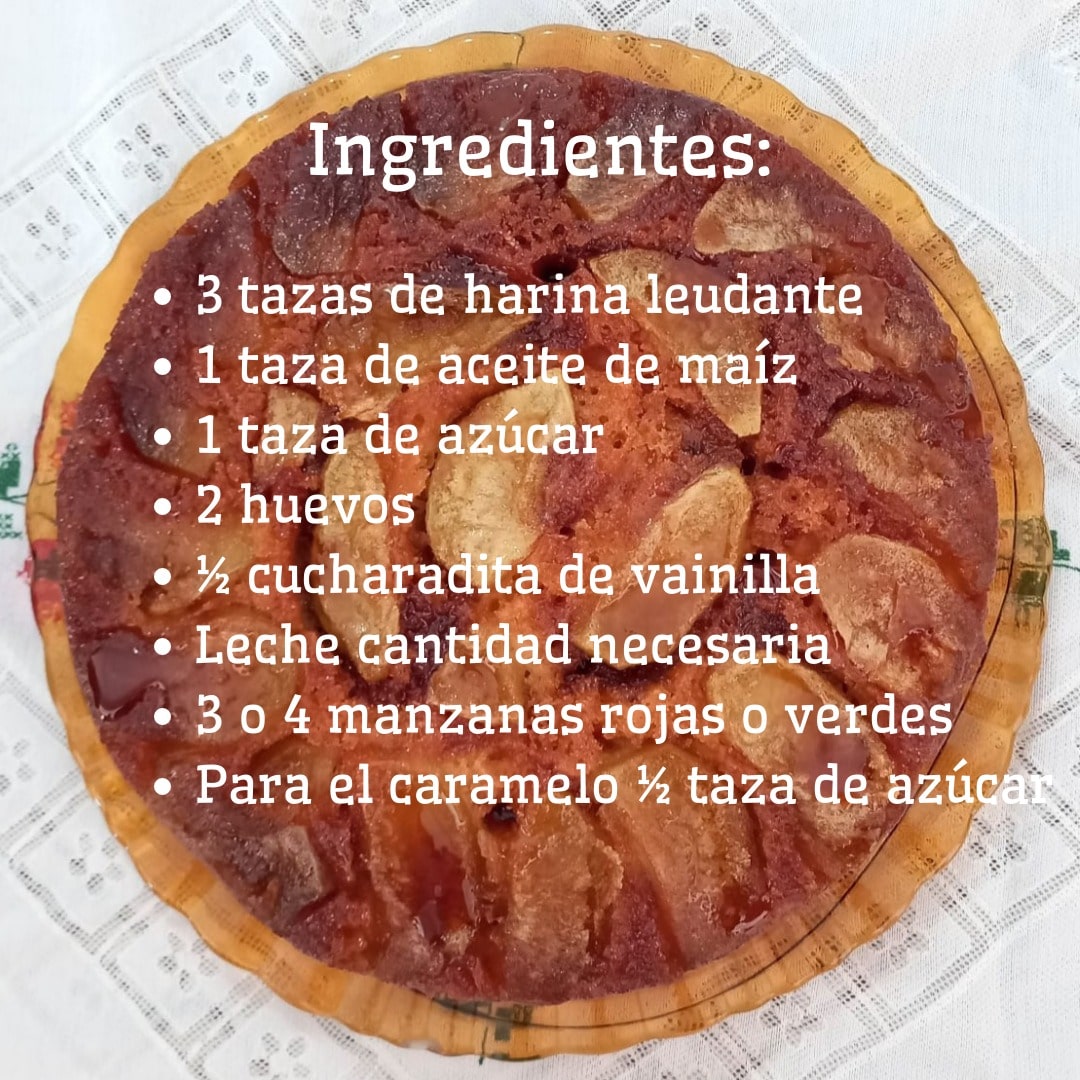 Ingredientes:
• 3 tazas de harina leudante
• 1 taza de aceite de maíz
• 1 taza de azúcar
• 2 huevos
• ½ cucharadita de vainilla
• Leche cantidad necesaria
• 3 o 4 manzanas rojas o verdes
• Para el caramelo ½ taza de azúcar